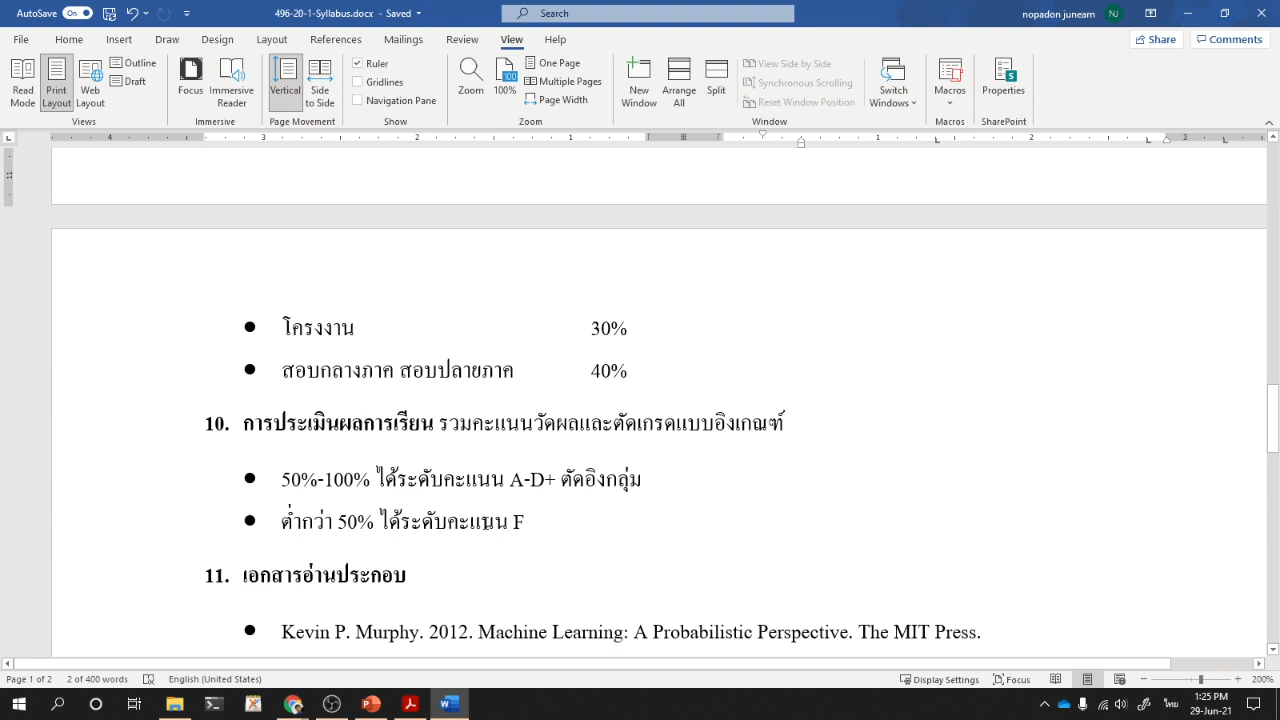 AutoSave On 496-20-1-Syllabus.docx - Saved Search nopadon juneam NJ
File Home Insert Draw Design Layout References Mailings Review View Help Share Comments
Read Mode Print Layout Web Layout Outline Draft Focus Immersive Reader Vertical Side to Side Ruler Gridlines Navigation Pane Zoom 100% One Page Multiple Pages Page Width New Window Arrange All Split View Side by Side Synchronous Scrolling Reset Window Position Switch Windows Macros Properties
Views Immersive Page Movement Show Zoom Window Macros SharePoint
4 3 2 1 1 2 3
โครงงาน 30%
สอบกลางภาค สอบปลายภาค 40%
10. การประเมินผลการเรียน รวมคะแนนวัดผลและตัดเกรดแบบอิงเกณฑ์
50%-100% ได้ระดับคะแนน A-D+ ตัดอิงกลุ่ม
ต่ำกว่า 50% ได้ระดับคะแนน F
11. เอกสารอ่านประกอบ
Kevin P. Murphy. 2012. Machine Learning: A Probabilistic Perspective. The MIT Press.
Page 1 of 2 2 of 400 words English (United States) Display Settings Focus 200%
ไทย 1:25 PM
29-Jun-21